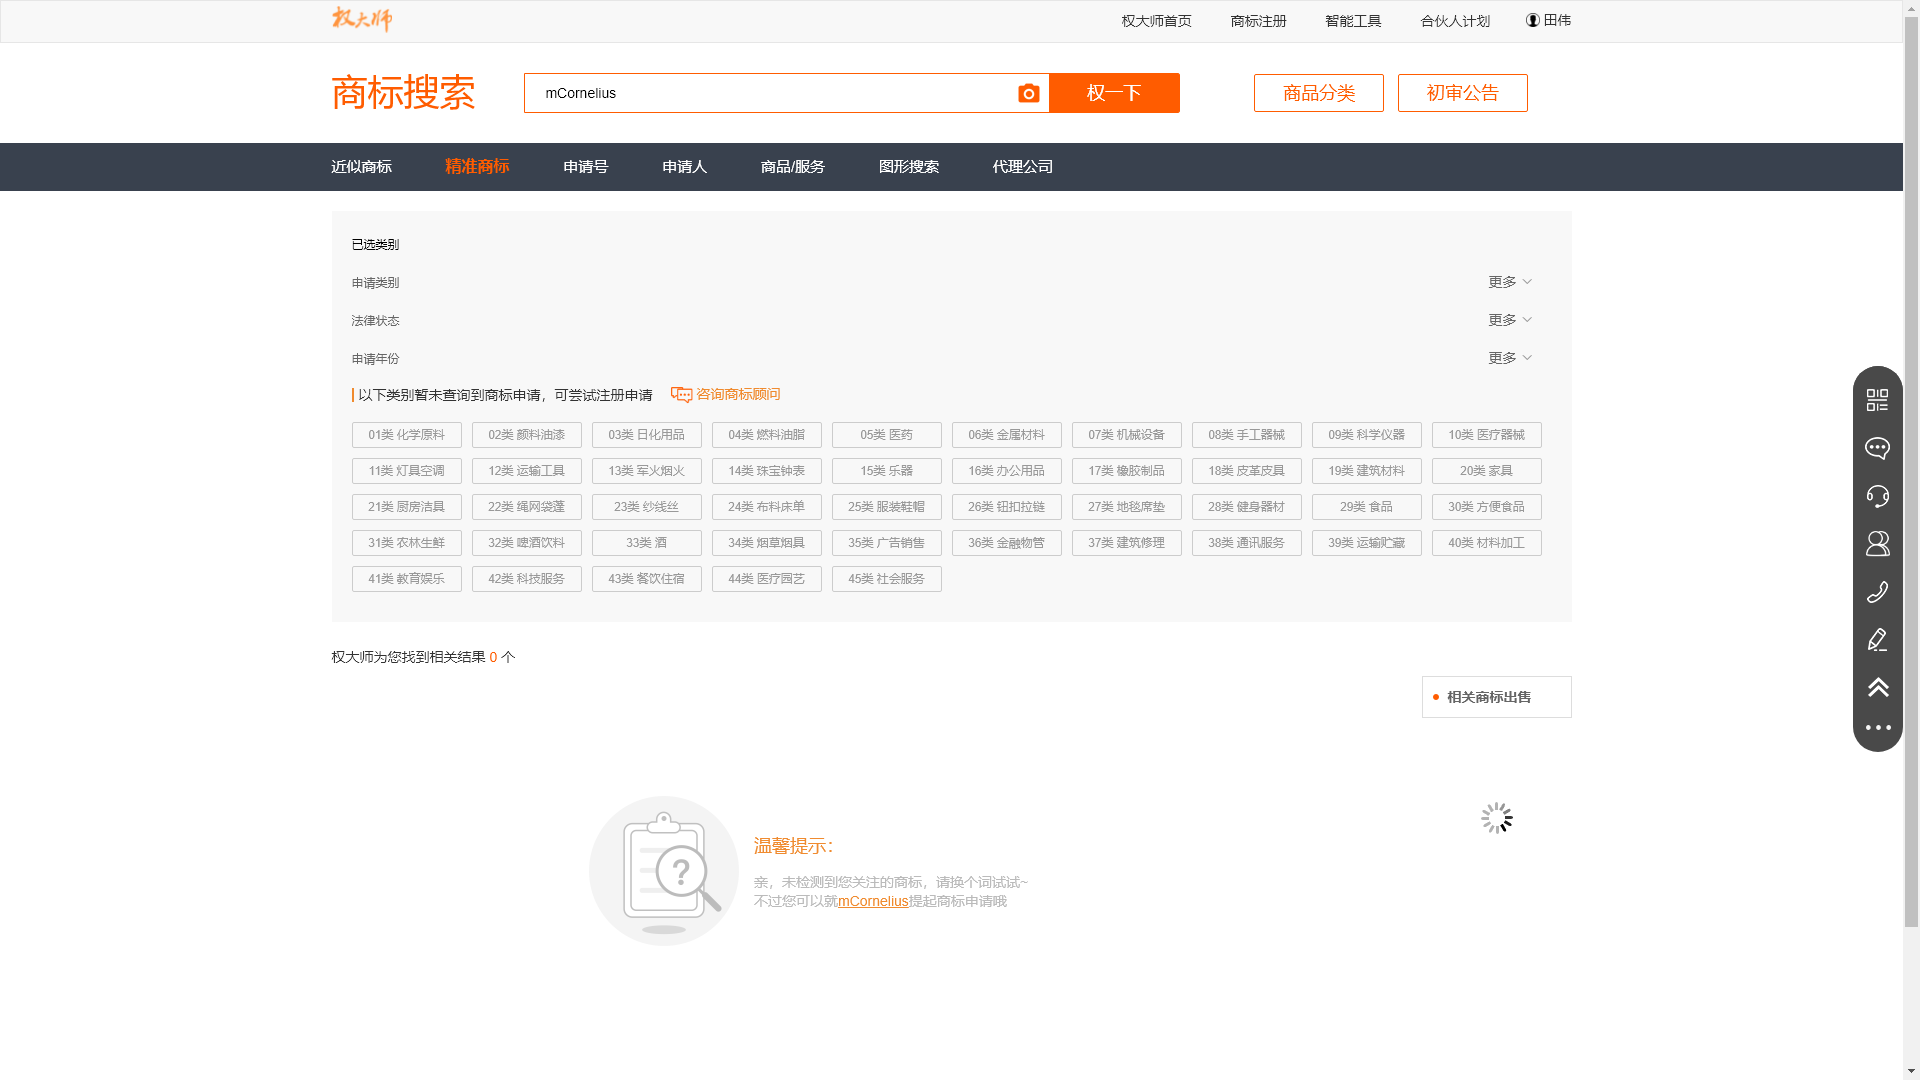 权大师 权大师首页 商标注册 智能工具 合伙人计划 田伟
商标搜索 mCornelius 权一下 商品分类 初审公告
近似商标 精准商标 申请号 申请人 商品/服务 图形搜索 代理公司
已选类别
申请类别 更多
法律状态 更多
申请年份 更多
以下类别暂未查询到商标申请，可尝试注册申请 咨询商标顾问
01类 化学原料 02类 颜料油漆 03类 日化用品 04类 燃料油脂 05类 医药 06类 金属材料 07类 机械设备 08类 手工器械 09类 科学仪器 10类 医疗器械
11类 灯具空调 12类 运输工具 13类 军火烟火 14类 珠宝钟表 15类 乐器 16类 办公用品 17类 橡胶制品 18类 皮革皮具 19类 建筑材料 20类 家具
21类 厨房洁具 22类 绳网袋蓬 23类 纱线丝 24类 布料床单 25类 服装鞋帽 26类 钮扣拉链 27类 地毯席垫 28类 健身器材 29类 食品 30类 方便食品
31类 农林生鲜 32类 啤酒饮料 33类 酒 34类 烟草烟具 35类 广告销售 36类 金融物管 37类 建筑修理 38类 通讯服务 39类 运输贮藏 40类 材料加工
41类 教育娱乐 42类 科技服务 43类 餐饮住宿 44类 医疗园艺 45类 社会服务
权大师为您找到相关结果 0 个
相关商标出售
温馨提示：
亲，未检测到您关注的商标，请换个词试试~
不过您可以就mCornelius提起商标申请哦